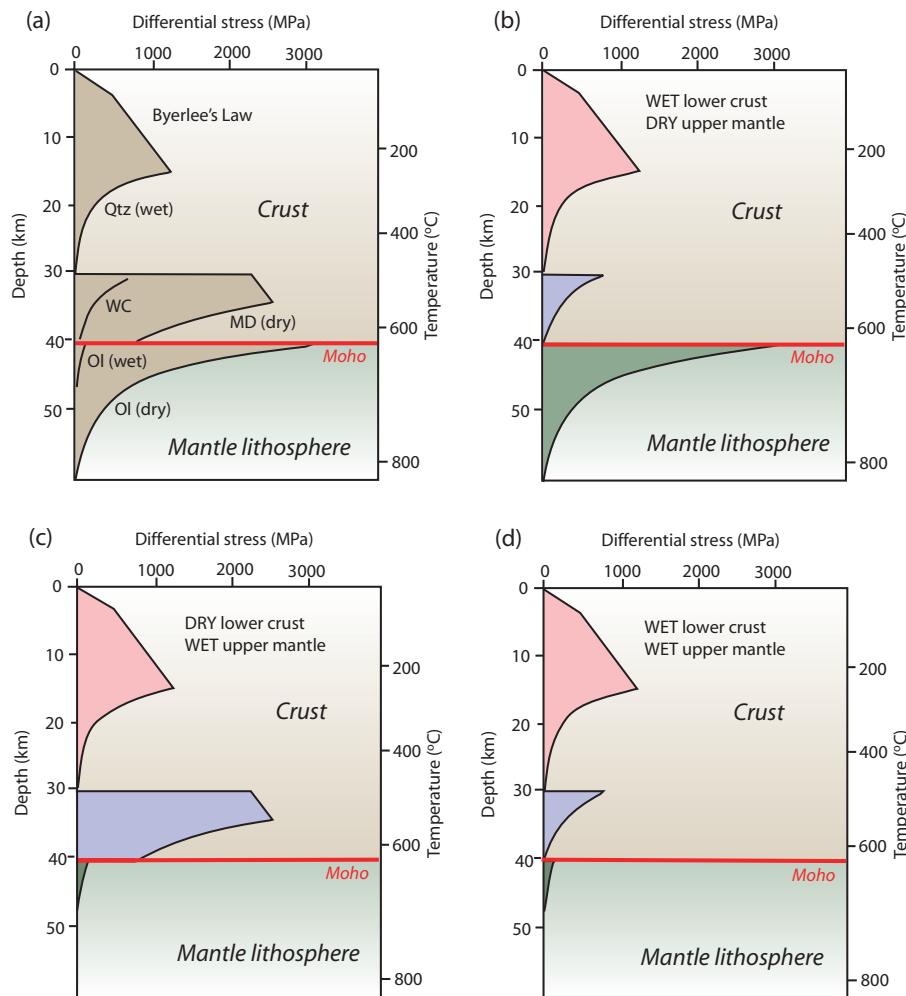 (a)
Differential stress (MPa)
0 1000 2000 3000
0
10
20
30
40
50
Depth (km)
200
400
600
800
Temperature (ºC)
Byerlee's Law
Qtz (wet)
Crust
WC
MD (dry)
Moho
Ol (wet)
Ol (dry)
Mantle lithosphere
(b)
Differential stress (MPa)
0 1000 2000 3000
0
10
20
30
40
50
Depth (km)
200
400
600
800
Temperature (ºC)
WET lower crust
DRY upper mantle
Crust
Moho
Mantle lithosphere
(c)
Differential stress (MPa)
0 1000 2000 3000
0
10
20
30
40
50
Depth (km)
200
400
600
800
Temperature (ºC)
DRY lower crust
WET upper mantle
Crust
Moho
Mantle lithosphere
(d)
Differential stress (MPa)
0 1000 2000 3000
0
10
20
30
40
50
Depth (km)
200
400
600
800
Temperature (ºC)
WET lower crust
WET upper mantle
Crust
Moho
Mantle lithosphere